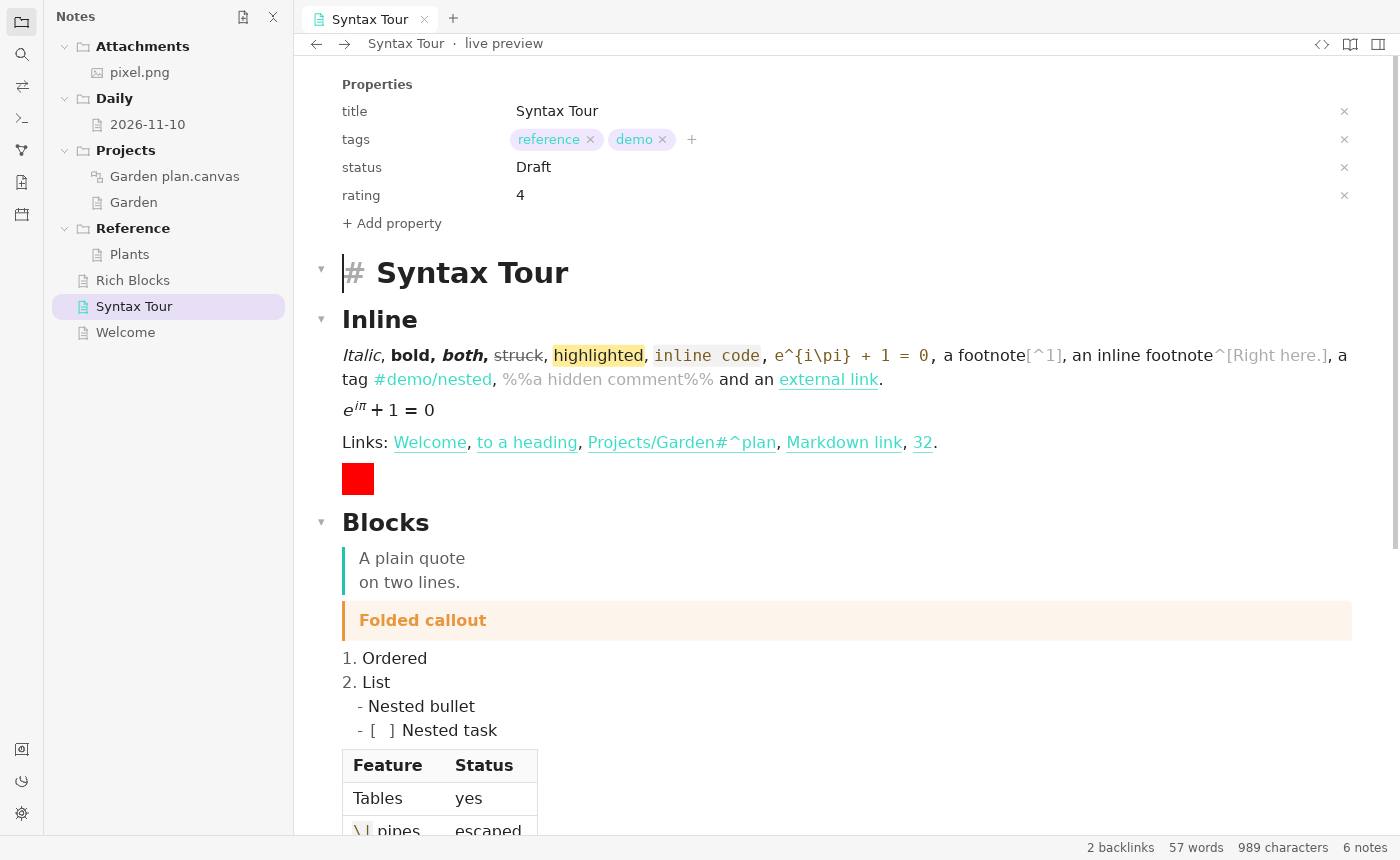 Notes
Attachments
pixel.png
Daily
2026-11-10
Projects
Garden plan.canvas
Garden
Reference
Plants
Rich Blocks
Syntax Tour
Welcome
Syntax Tour
Syntax Tour · live preview
Properties
title Syntax Tour
tags reference demo
status Draft
rating 4
+ Add property
# Syntax Tour
Inline
Italic, bold, both, struck, highlighted, inline code, e^{i\pi} + 1 = 0, a footnote[^1], an inline footnote^[Right here.], a
tag #demo/nested, %%a hidden comment%% and an external link.
e^{iπ} + 1 = 0
Links: Welcome, to a heading, Projects/Garden#^plan, Markdown link, 32.
Blocks
A plain quote
on two lines.
Folded callout
1. Ordered
2. List
- Nested bullet
- [ ] Nested task
Feature Status
Tables yes
\| pipes escaped
2 backlinks 57 words 989 characters 6 notes